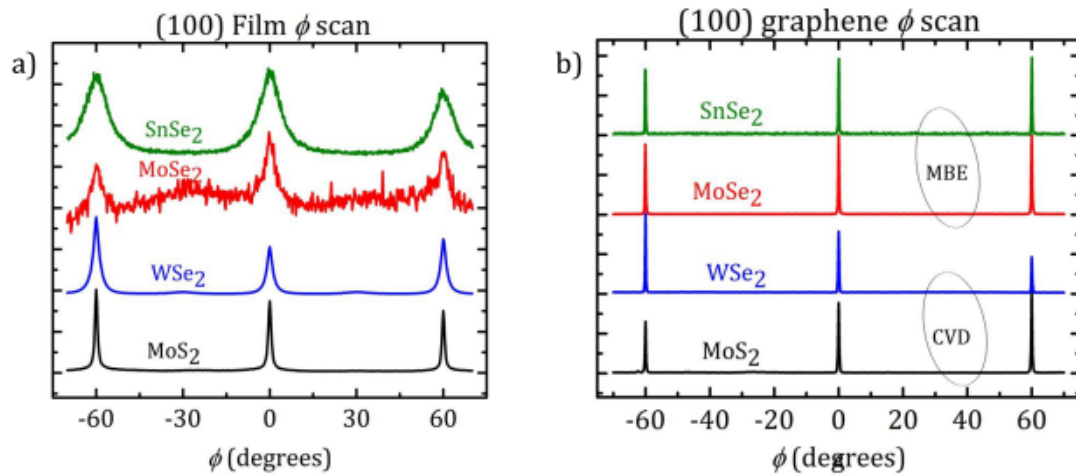 (100) Film ϕ scan
a)
SnSe2
MoSe2
WSe2
MoS2
-60 -30 0 30 60
ϕ (degrees)
(100) graphene ϕ scan
b)
SnSe2
MBE
MoSe2
WSe2
CVD
MoS2
-60 -40 -20 0 20 40 60
ϕ (degrees)